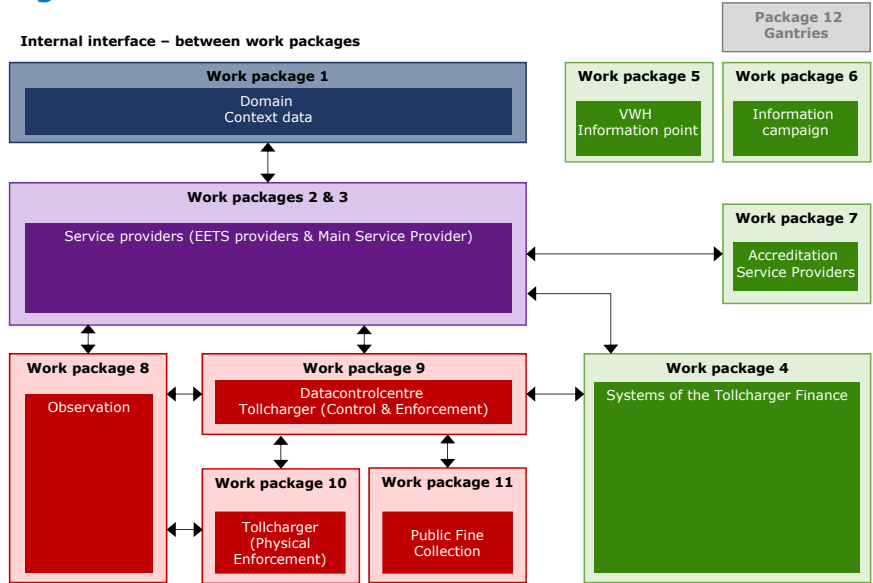 Package 12
Gantries
Internal interface – between work packages
Work package 1
Domain
Context data
Work package 5
VWH
Information point
Work package 6
Information
campaign
Work packages 2 & 3
Service providers (EETS providers & Main Service Provider)
Work package 7
Accreditation
Service Providers
Work package 8
Observation
Work package 9
Datacontrolcentre
Tollcharger (Control & Enforcement)
Work package 4
Systems of the Tollcharger Finance
Work package 10
Tollcharger
(Physical
Enforcement)
Work package 11
Public Fine
Collection